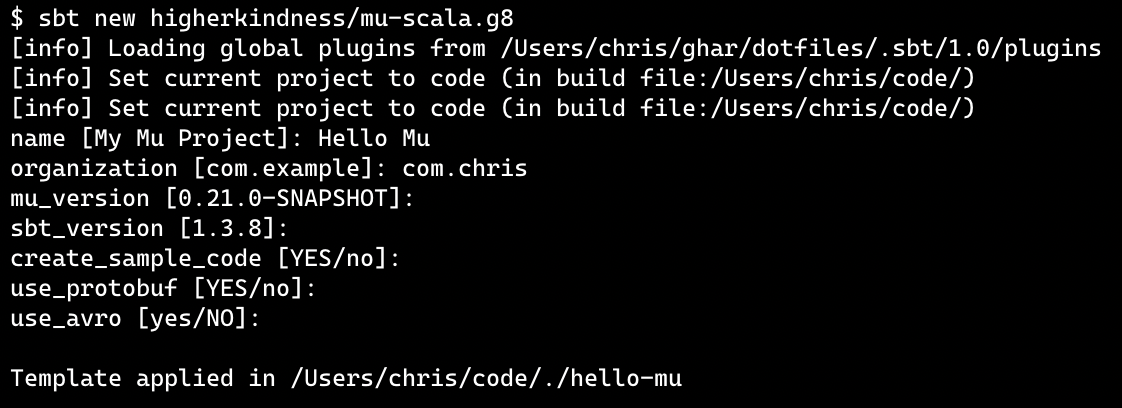 $ sbt new higherkindness/mu-scala.g8
[info] Loading global plugins from /Users/chris/ghar/dotfiles/.sbt/1.0/plugins
[info] Set current project to code (in build file:/Users/chris/code/)
[info] Set current project to code (in build file:/Users/chris/code/)
name [My Mu Project]: Hello Mu
organization [com.example]: com.chris
mu_version [0.21.0-SNAPSHOT]:
sbt_version [1.3.8]:
create_sample_code [YES/no]:
use_protobuf [YES/no]:
use_avro [yes/NO]:
Template applied in /Users/chris/code/./hello-mu